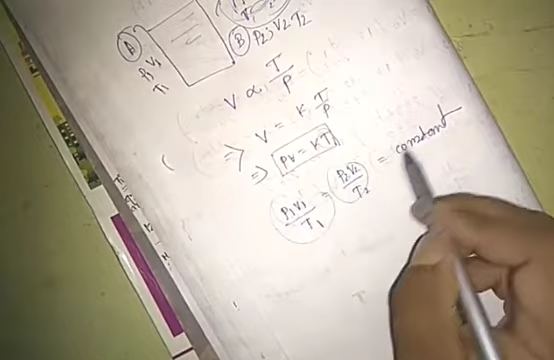 A
P₁ V₁
T₁
B P₂, V₂ T₂
V ∝ T/P
V = K T/P
⇒ PV = KT
P₁V₁/T₁ = P₂V₂/T₂ = constant